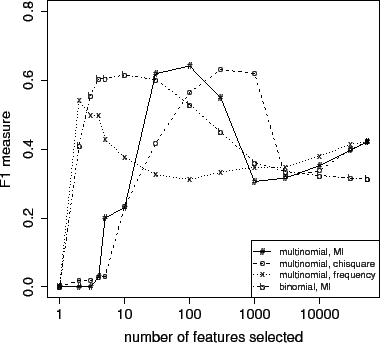 0.8
0.6
0.4
0.2
0.0
F1 measure
1
10
100
1000
10000
number of features selected
# multinomial, MI
o multinomial, chisquare
x multinomial, frequency
b binomial, MI